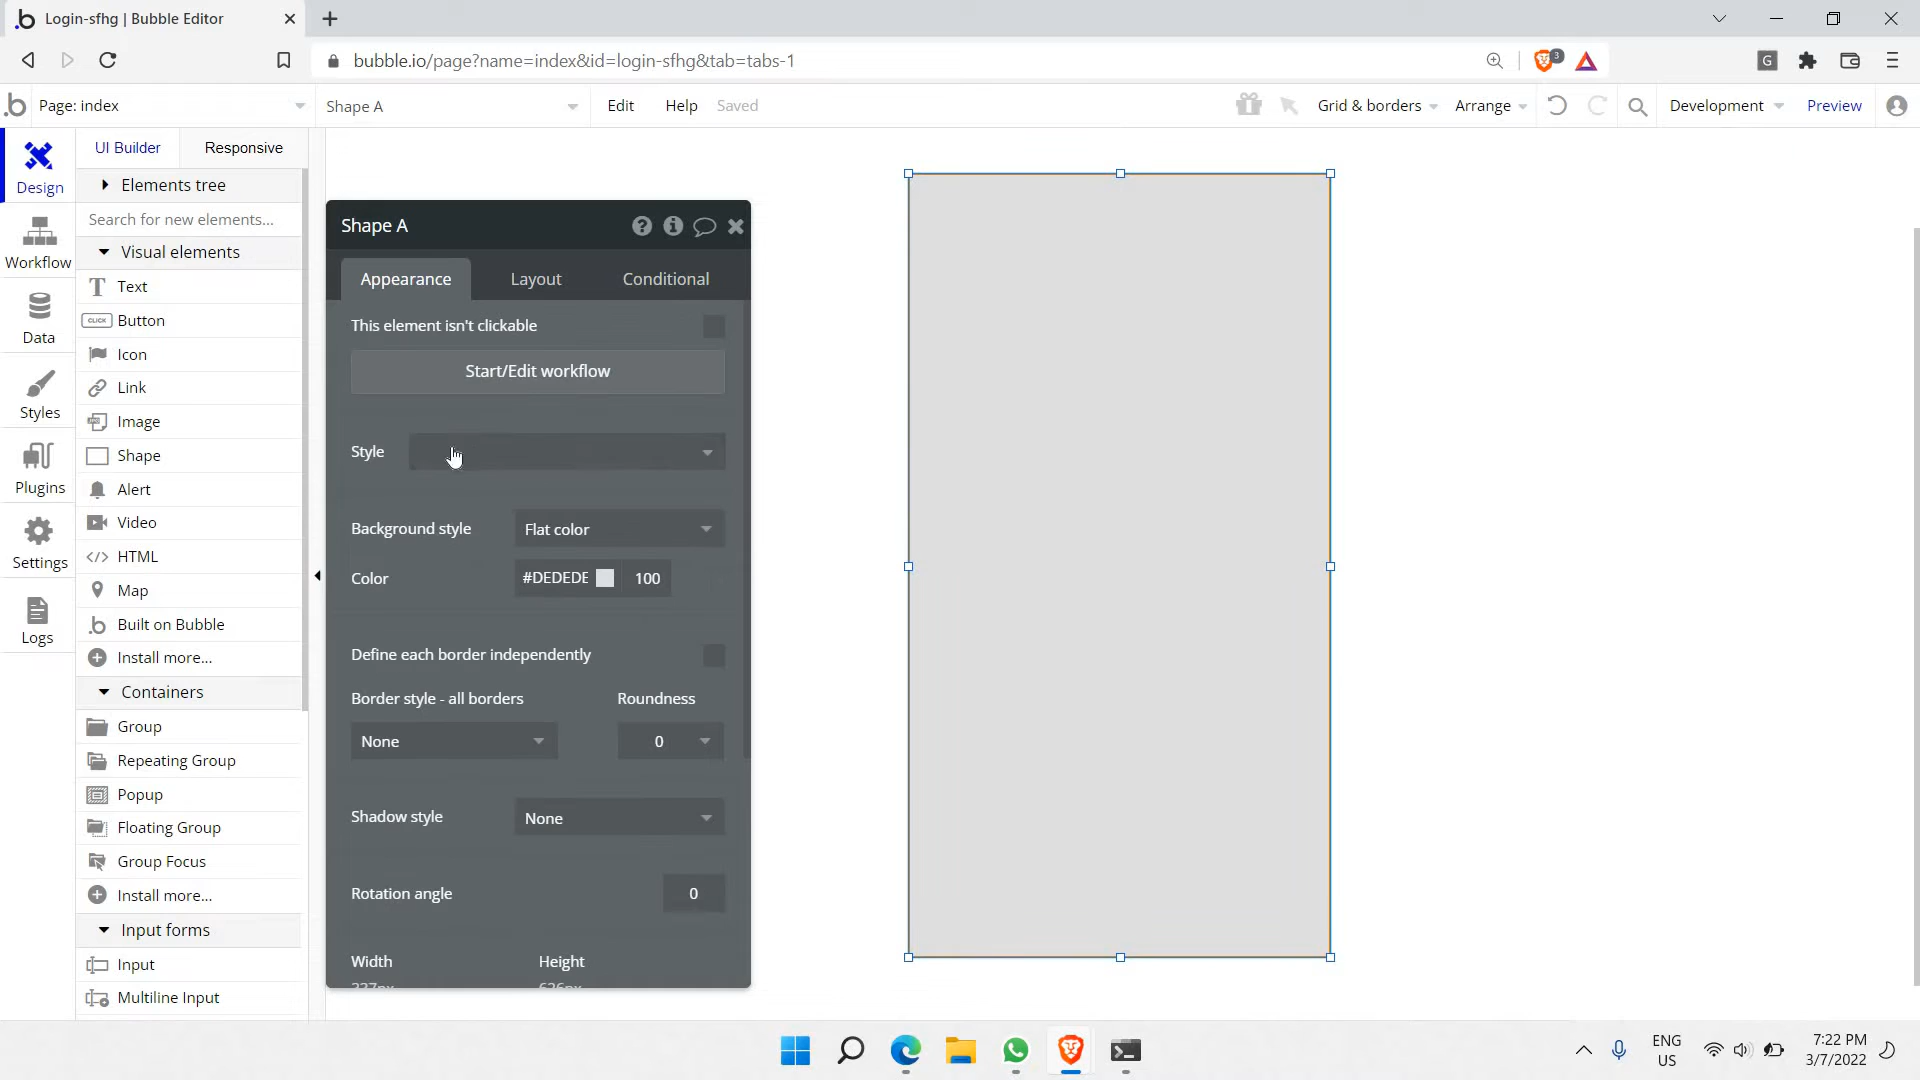 Login-sfhg | Bubble Editor
bubble.io/page?name=index&id=login-sfhg&tab=tabs-1
3
G
Page: index
Shape A
Edit
Help
Saved
Grid & borders
Arrange
Development
Preview
UI Builder
Responsive
Design
Workflow
Data
Styles
Plugins
Settings
Logs
Elements tree
Search for new elements...
Visual elements
Text
CLICK
Button
Icon
Link
Image
Shape
Alert
Video
HTML
Map
Built on Bubble
Install more...
Containers
Group
Repeating Group
Popup
Floating Group
Group Focus
Install more...
Input forms
Input
Multiline Input
Shape A
Appearance
Layout
Conditional
This element isn't clickable
Start/Edit workflow
Style
Background style
Flat color
Color
#DEDEDE
100
Define each border independently
Border style - all borders
Roundness
None
0
Shadow style
None
Rotation angle
0
Width
Height
ENG
US
7:22 PM
3/7/2022